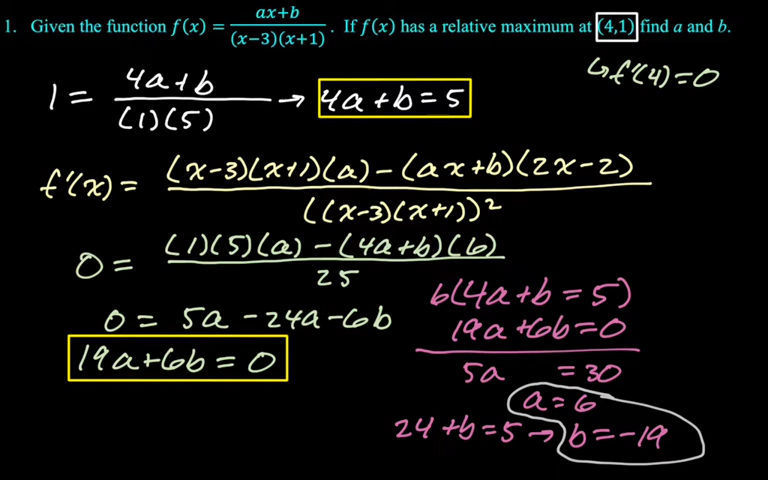 1. Given the function f(x) = (ax+b)/((x−3)(x+1)). If f(x) has a relative maximum at (4,1) find a and b.
↳ f'(4) = 0
1 = (4a+b)/((1)(5)) → 4a+b = 5
f'(x) = ((x-3)(x+1)(a) - (ax+b)(2x-2))/((x-3)(x+1))²
0 = ((1)(5)(a) - (4a+b)(6))/25
0 = 5a - 24a - 6b
19a+6b = 0
6(4a+b = 5)
19a+6b = 0
5a = 30
a = 6
24+b = 5 → b = -19